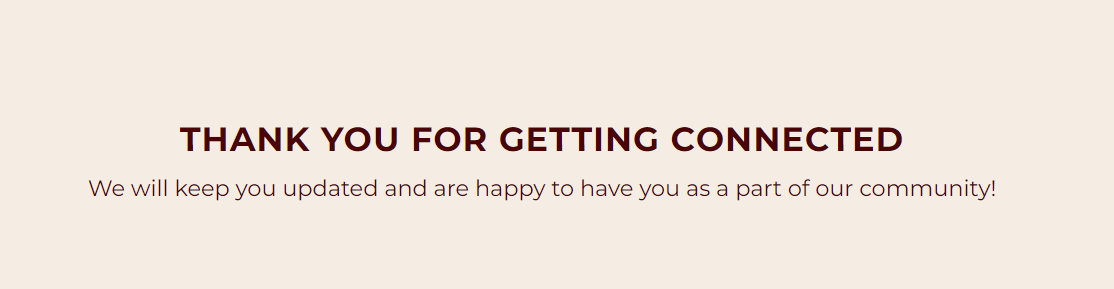 THANK YOU FOR GETTING CONNECTED
We will keep you updated and are happy to have you as a part of our community!